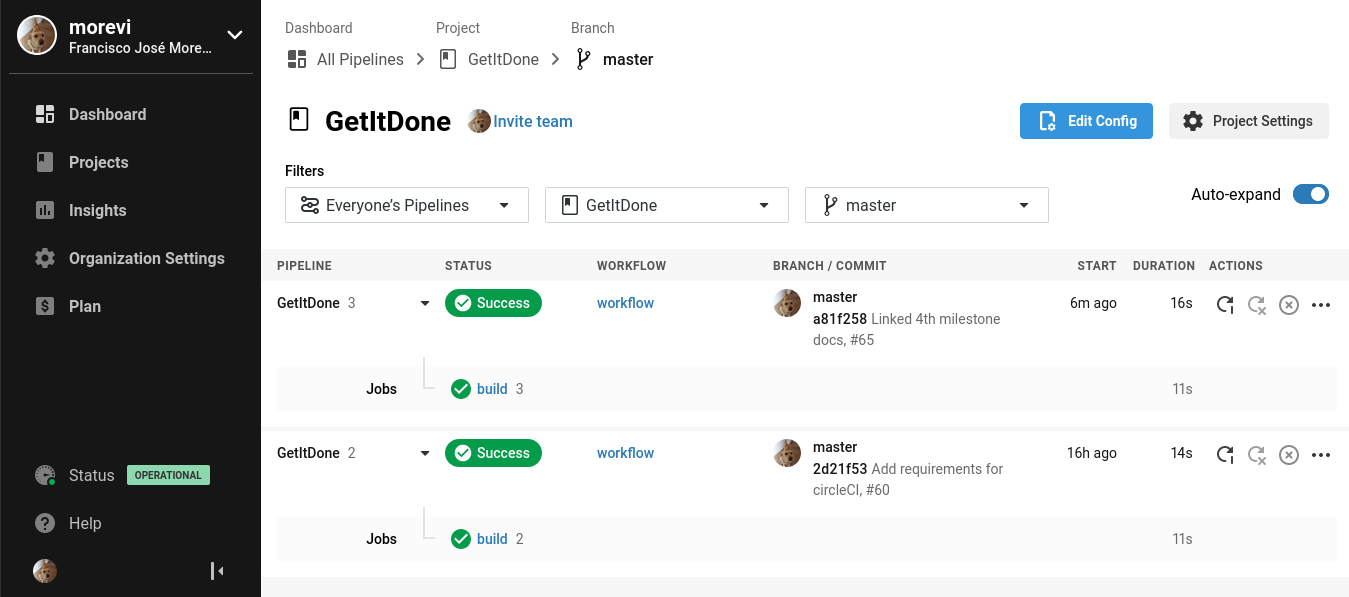 morevi
Francisco José More…
Dashboard
Projects
Insights
Organization Settings
Plan
Status OPERATIONAL
Help
Dashboard Project Branch
All Pipelines GetItDone master
GetItDone Invite team
Edit Config Project Settings
Filters
Everyone’s Pipelines GetItDone master
Auto-expand
PIPELINE STATUS WORKFLOW BRANCH / COMMIT START DURATION ACTIONS
GetItDone 3 Success workflow master 6m ago 16s
a81f258 Linked 4th milestone
docs, #65
Jobs build 3 11s
GetItDone 2 Success workflow master 16h ago 14s
2d21f53 Add requirements for
circleCI, #60
Jobs build 2 11s